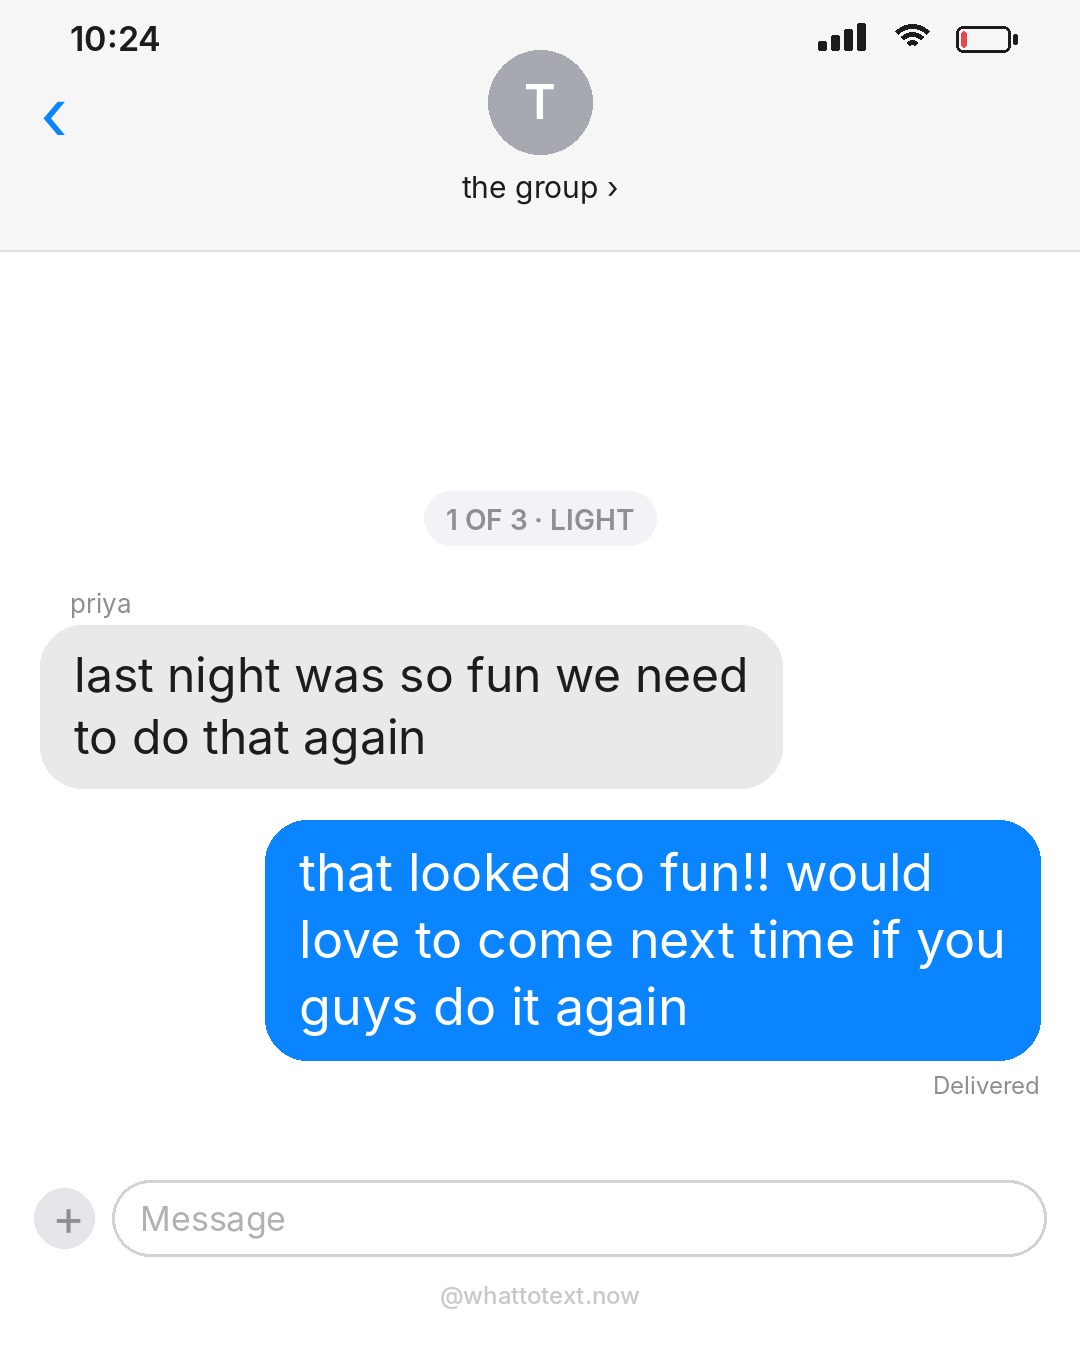 10:24
T
the group ›
1 OF 3 · LIGHT
priya
last night was so fun we need
to do that again
that looked so fun!! would
love to come next time if you
guys do it again
Delivered
+
Message
@whattotext.now